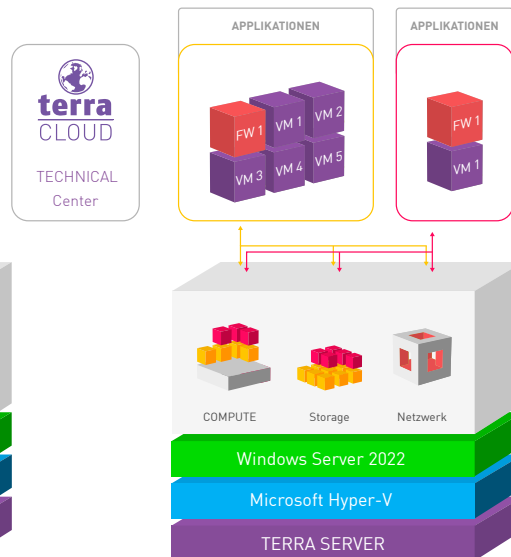 terra
CLOUD
TECHNICAL
Center
APPLIKATIONEN
FW 1
VM 1
VM 2
VM 3
VM 4
VM 5
APPLIKATIONEN
FW 1
VM 1
COMPUTE
Storage
Netzwerk
Windows Server 2022
Microsoft Hyper-V
TERRA SERVER